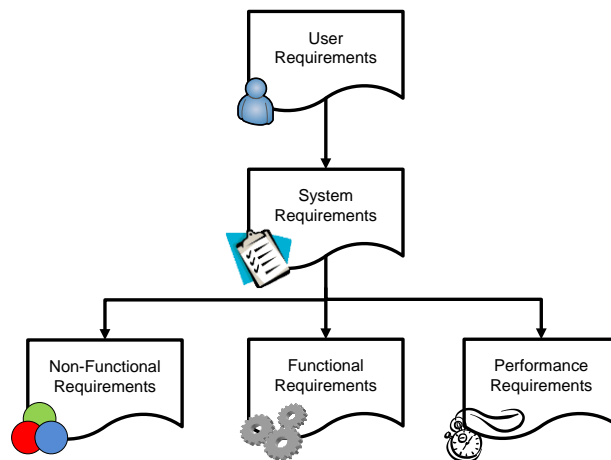 User
Requirements
System
Requirements
Non-Functional
Requirements
Functional
Requirements
Performance
Requirements